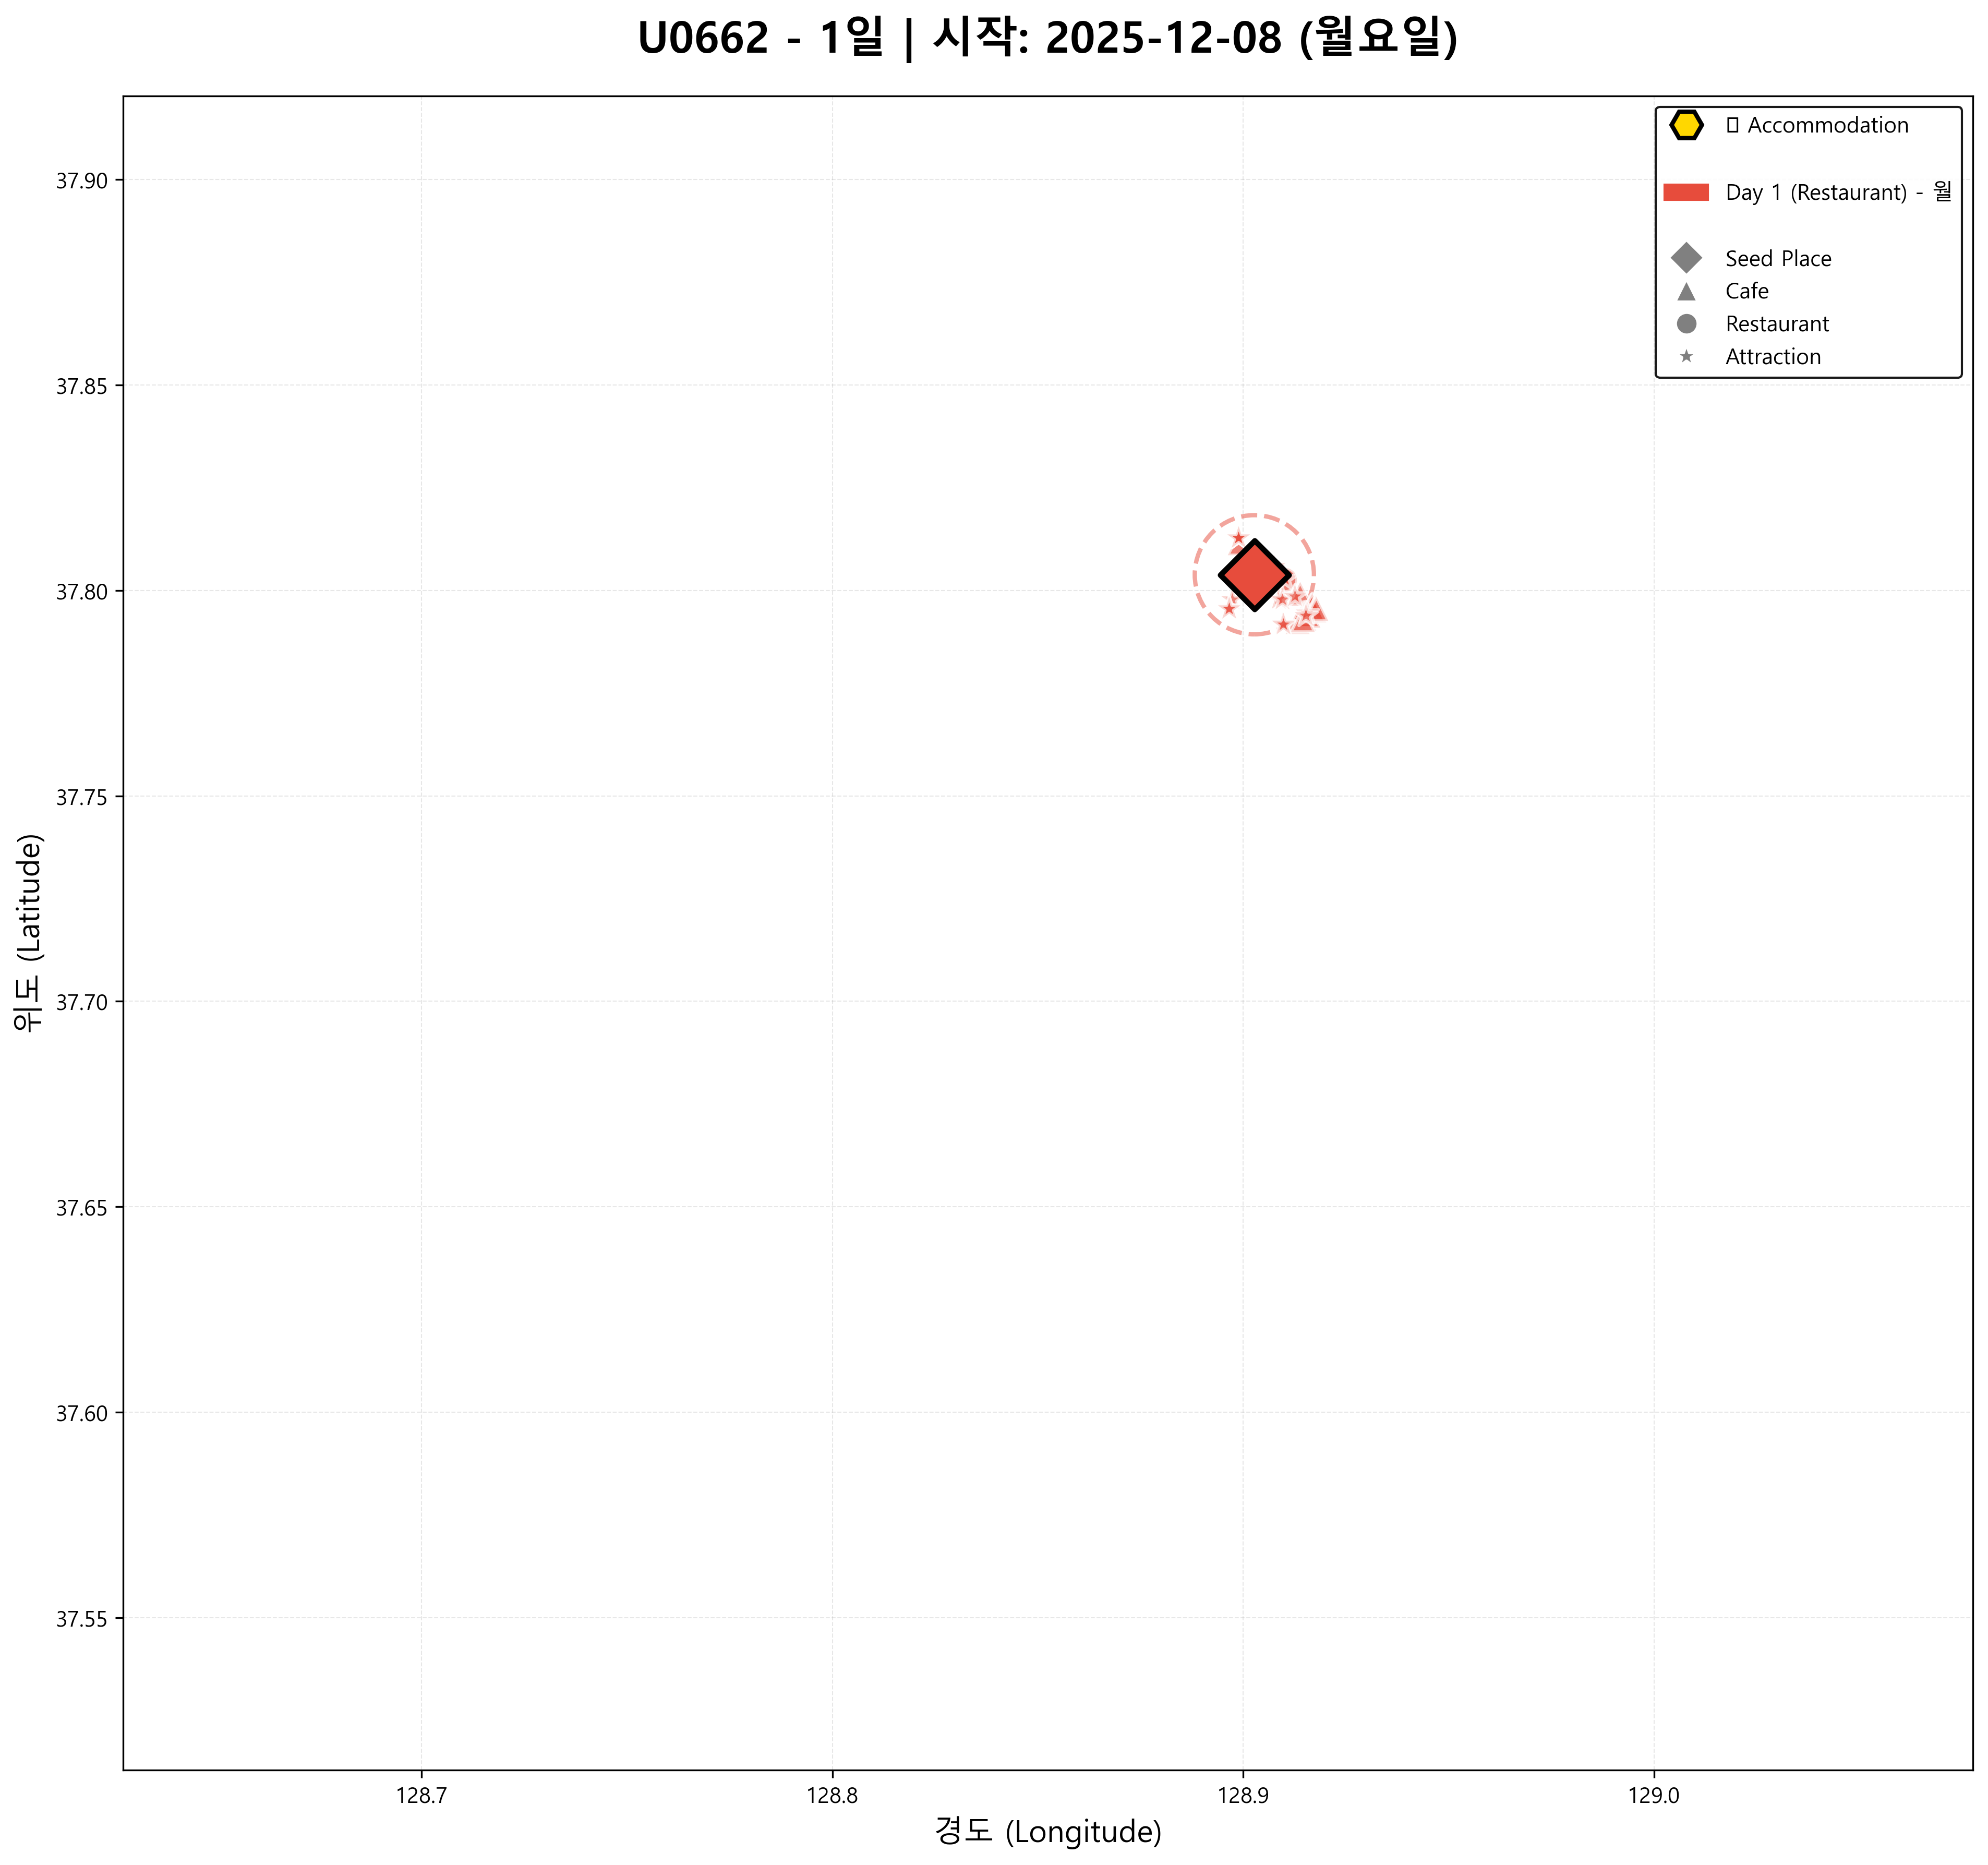 U0662 - 1일 | 시작: 2025-12-08 (월요일)
Accommodation
Day 1 (Restaurant) - 월
Seed Place
Cafe
Restaurant
Attraction
위도 (Latitude)
37.90
37.85
37.80
37.75
37.70
37.65
37.60
37.55
128.7
128.8
128.9
129.0
경도 (Longitude)